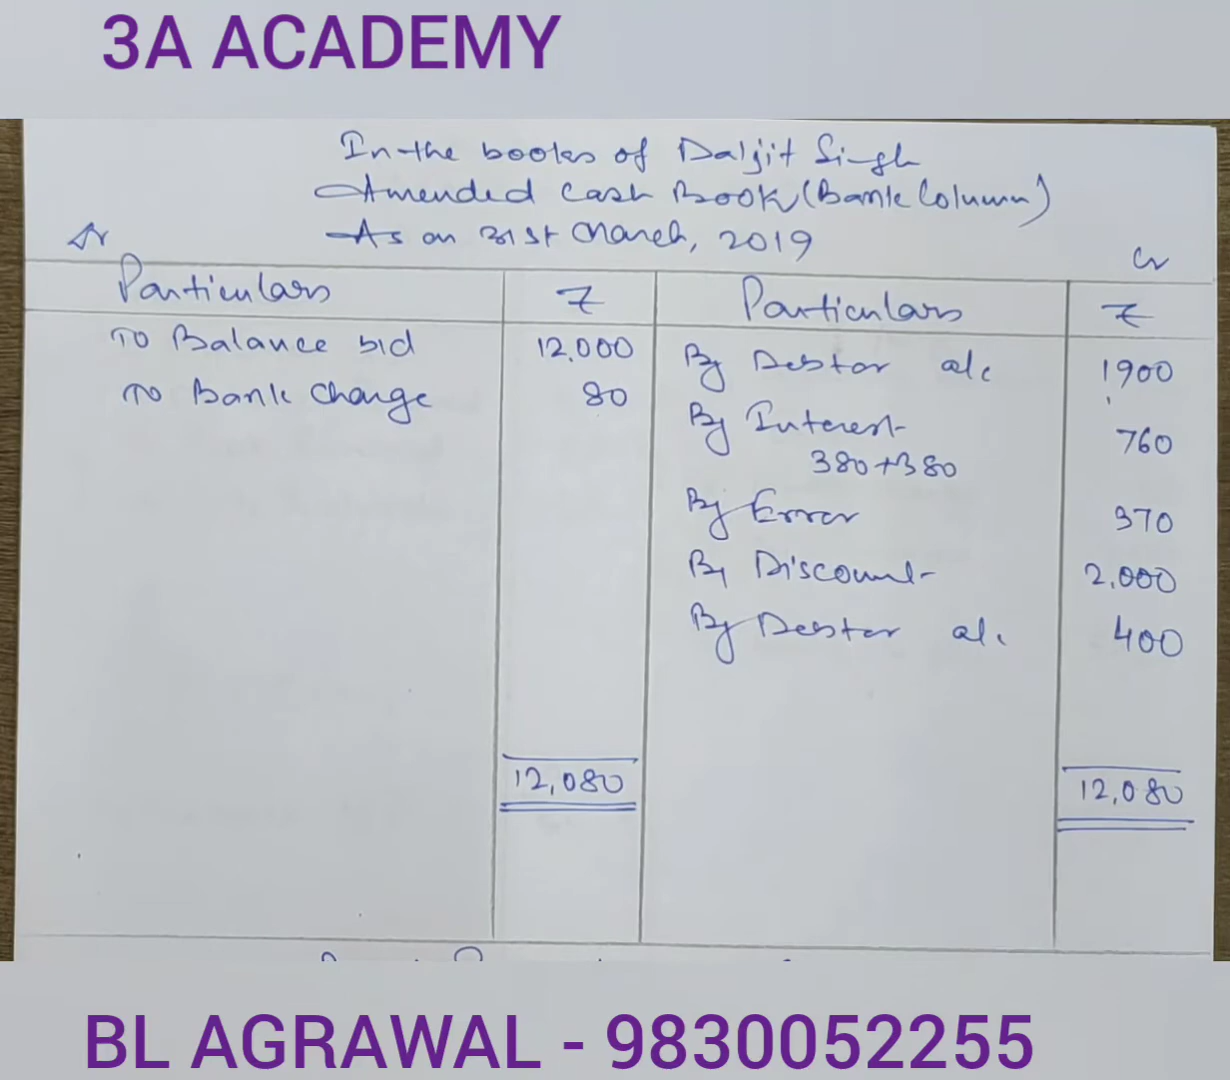 3A ACADEMY
In the books of Daljit Singh
Amended Cash Book (Bank Column)
As on 31st March, 2019
Dr Cr
Particulars ₹ Particulars ₹
To Balance b/d 12,000 By Debtor a/c 1900
To Bank Charge 80 By Interest 760
380+380
By Error 970
By Discount 2,000
By Debtor a/c 400
12,080 12,080
BL AGRAWAL - 9830052255